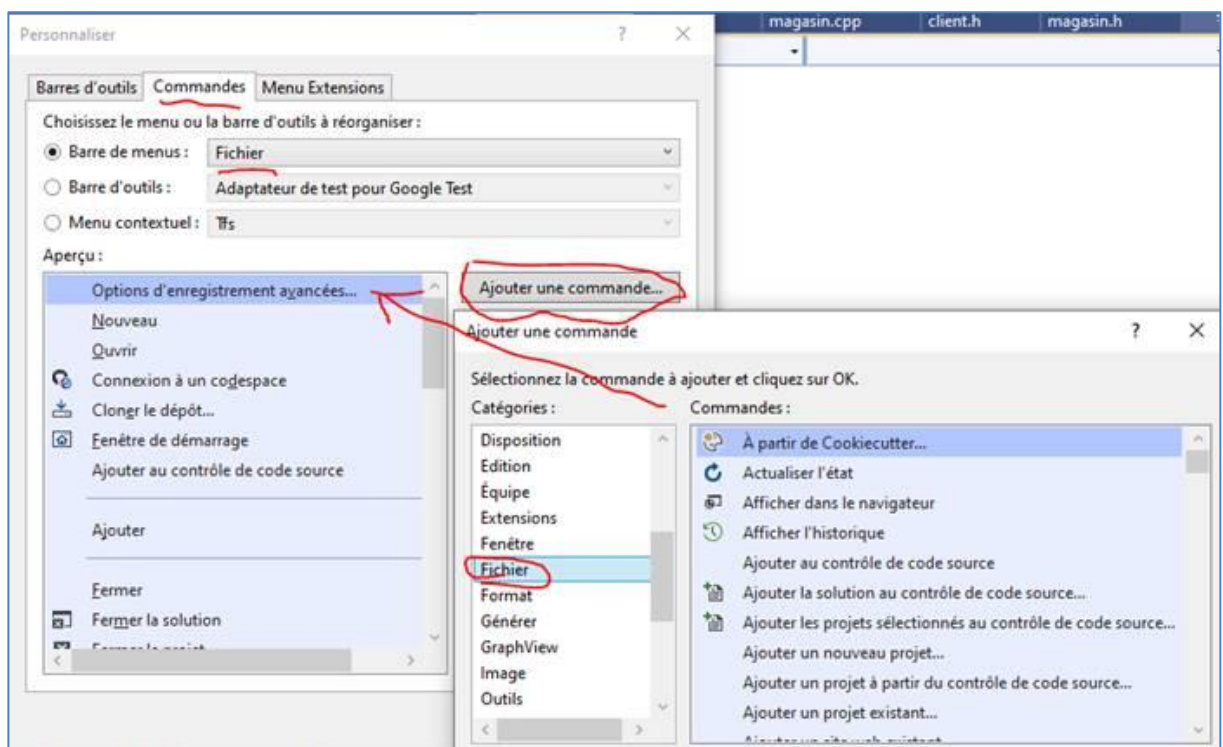 magasin.cpp client.h magasin.h
Personnaliser ? ×
Barres d'outils Commandes Menu Extensions
Choisissez le menu ou la barre d'outils à réorganiser :
Barre de menus : Fichier
Barre d'outils : Adaptateur de test pour Google Test
Menu contextuel : Tfs
Aperçu :
Options d'enregistrement avancées...
Ajouter une commande...
Nouveau
Ouvrir
Connexion à un codespace
Cloner le dépôt...
Fenêtre de démarrage
Ajouter au contrôle de code source
Ajouter
Fermer
Fermer la solution
Ajouter une commande ? ×
Sélectionnez la commande à ajouter et cliquez sur OK.
Catégories :
Disposition
Edition
Équipe
Extensions
Fenêtre
Fichier
Format
Générer
GraphView
Image
Outils
Commandes :
À partir de Cookiecutter...
Actualiser l'état
Afficher dans le navigateur
Afficher l'historique
Ajouter au contrôle de code source
Ajouter la solution au contrôle de code source...
Ajouter les projets sélectionnés au contrôle de code source...
Ajouter un nouveau projet...
Ajouter un projet à partir du contrôle de code source...
Ajouter un projet existant...